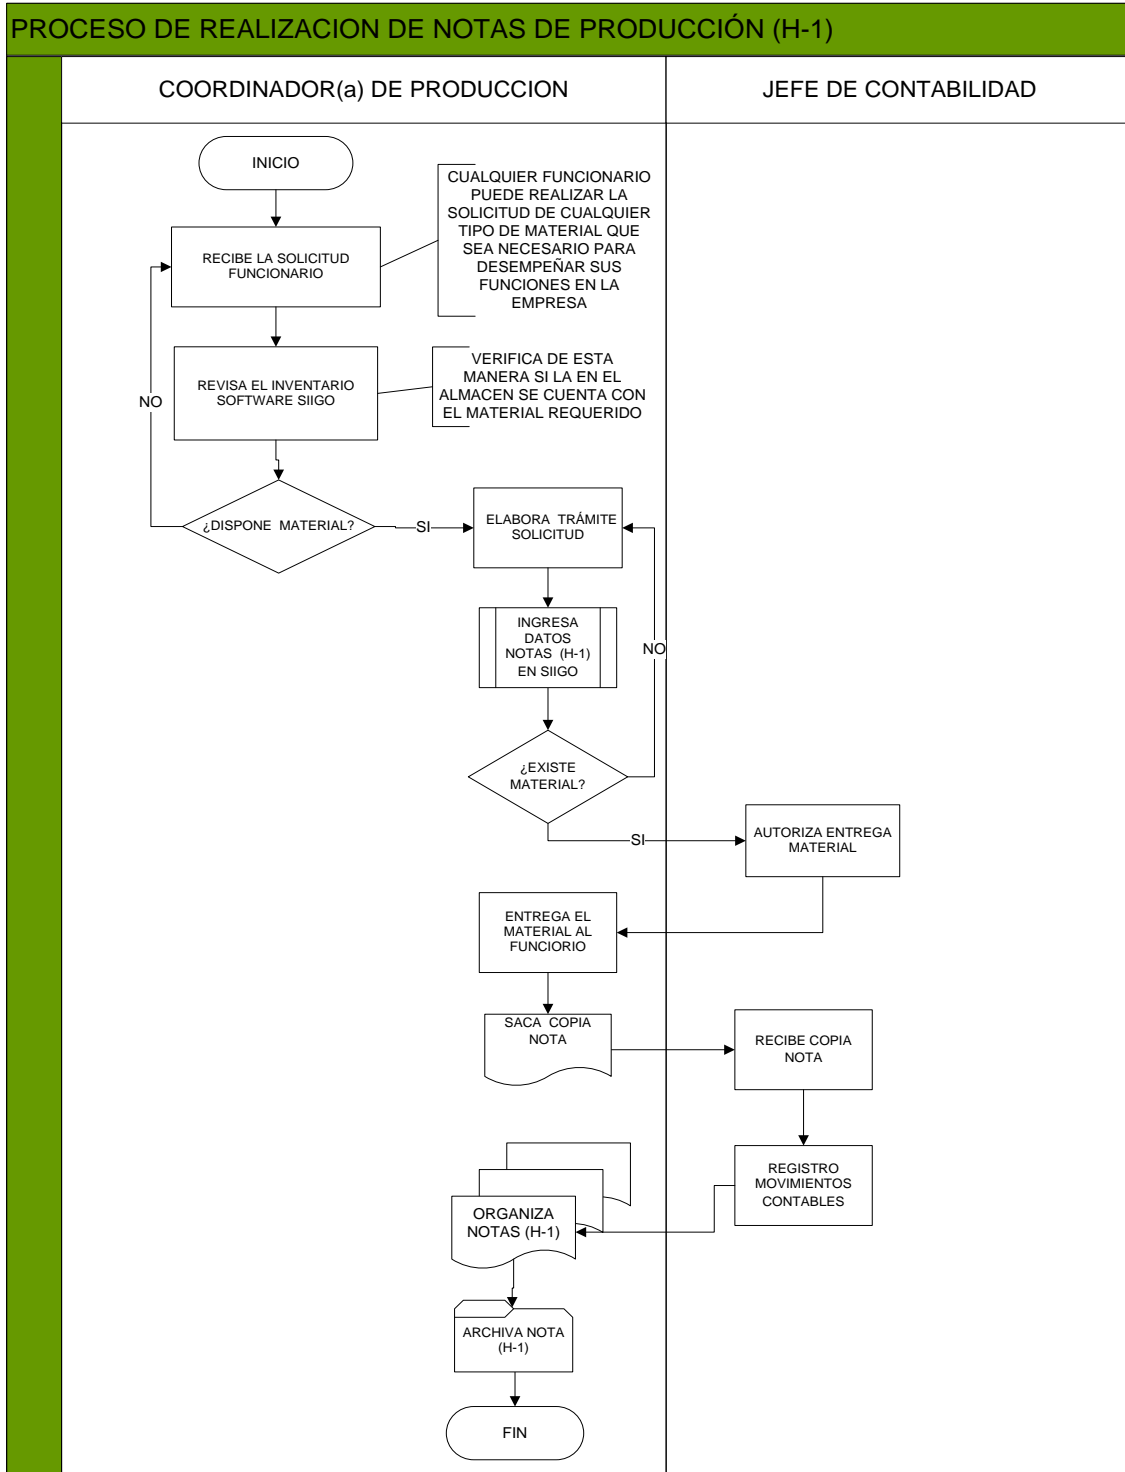 PROCESO DE REALIZACION DE NOTAS DE PRODUCCIÓN (H-1)
COORDINADOR(a) DE PRODUCCION
JEFE DE CONTABILIDAD
INICIO
CUALQUIER FUNCIONARIO
PUEDE REALIZAR LA
SOLICITUD DE CUALQUIER
TIPO DE MATERIAL QUE
SEA NECESARIO PARA
DESEMPEÑAR SUS
FUNCIONES EN LA
EMPRESA
RECIBE LA SOLICITUD
FUNCIONARIO
VERIFICA DE ESTA
MANERA SI LA EN EL
ALMACEN SE CUENTA CON
EL MATERIAL REQUERIDO
REVISA EL INVENTARIO
SOFTWARE SIIGO
NO
¿DISPONE MATERIAL?
SI
ELABORA TRÁMITE
SOLICITUD
INGRESA
DATOS
NOTAS (H-1)
EN SIIGO
NO
¿EXISTE
MATERIAL?
SI
AUTORIZA ENTREGA
MATERIAL
ENTREGA EL
MATERIAL AL
FUNCIORIO
SACA COPIA
NOTA
RECIBE COPIA
NOTA
REGISTRO
MOVIMIENTOS
CONTABLES
ORGANIZA
NOTAS (H-1)
ARCHIVA NOTA
(H-1)
FIN